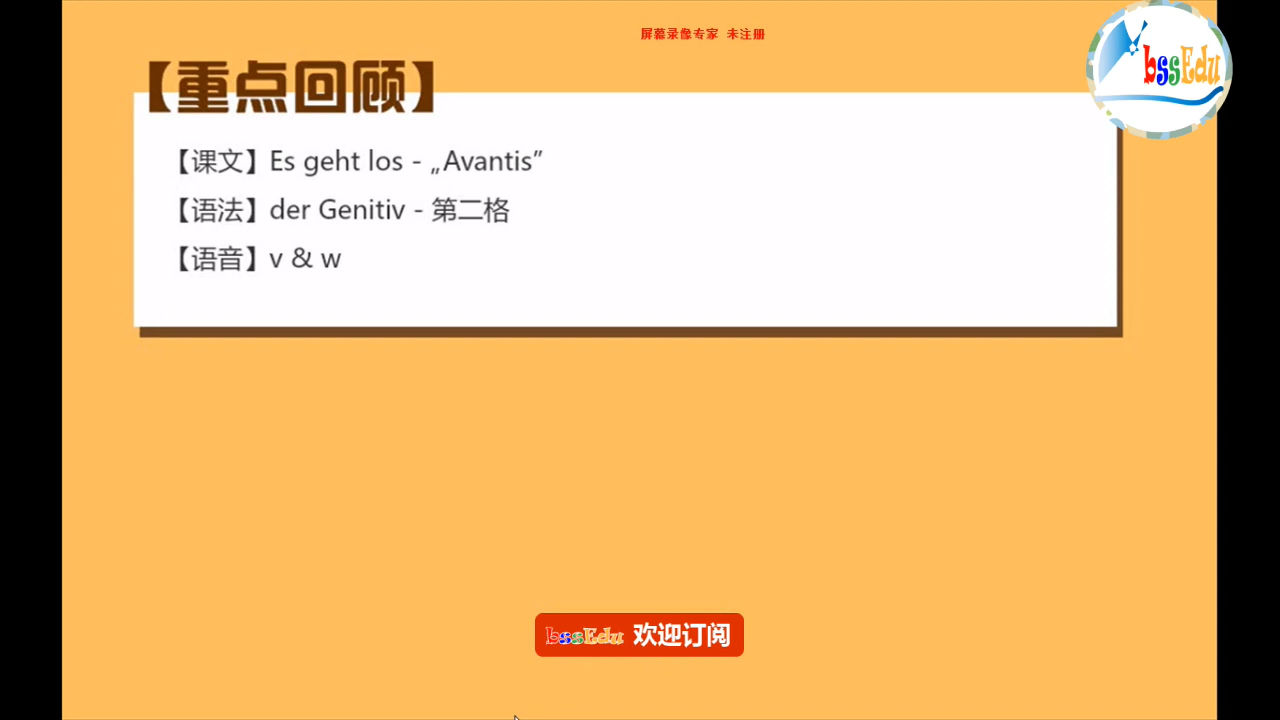 屏幕录像专家 未注册
bssEdu
【重点回顾】
【课文】Es geht los - „Avantis”
【语法】der Genitiv - 第二格
【语音】v & w
bssEdu 欢迎订阅